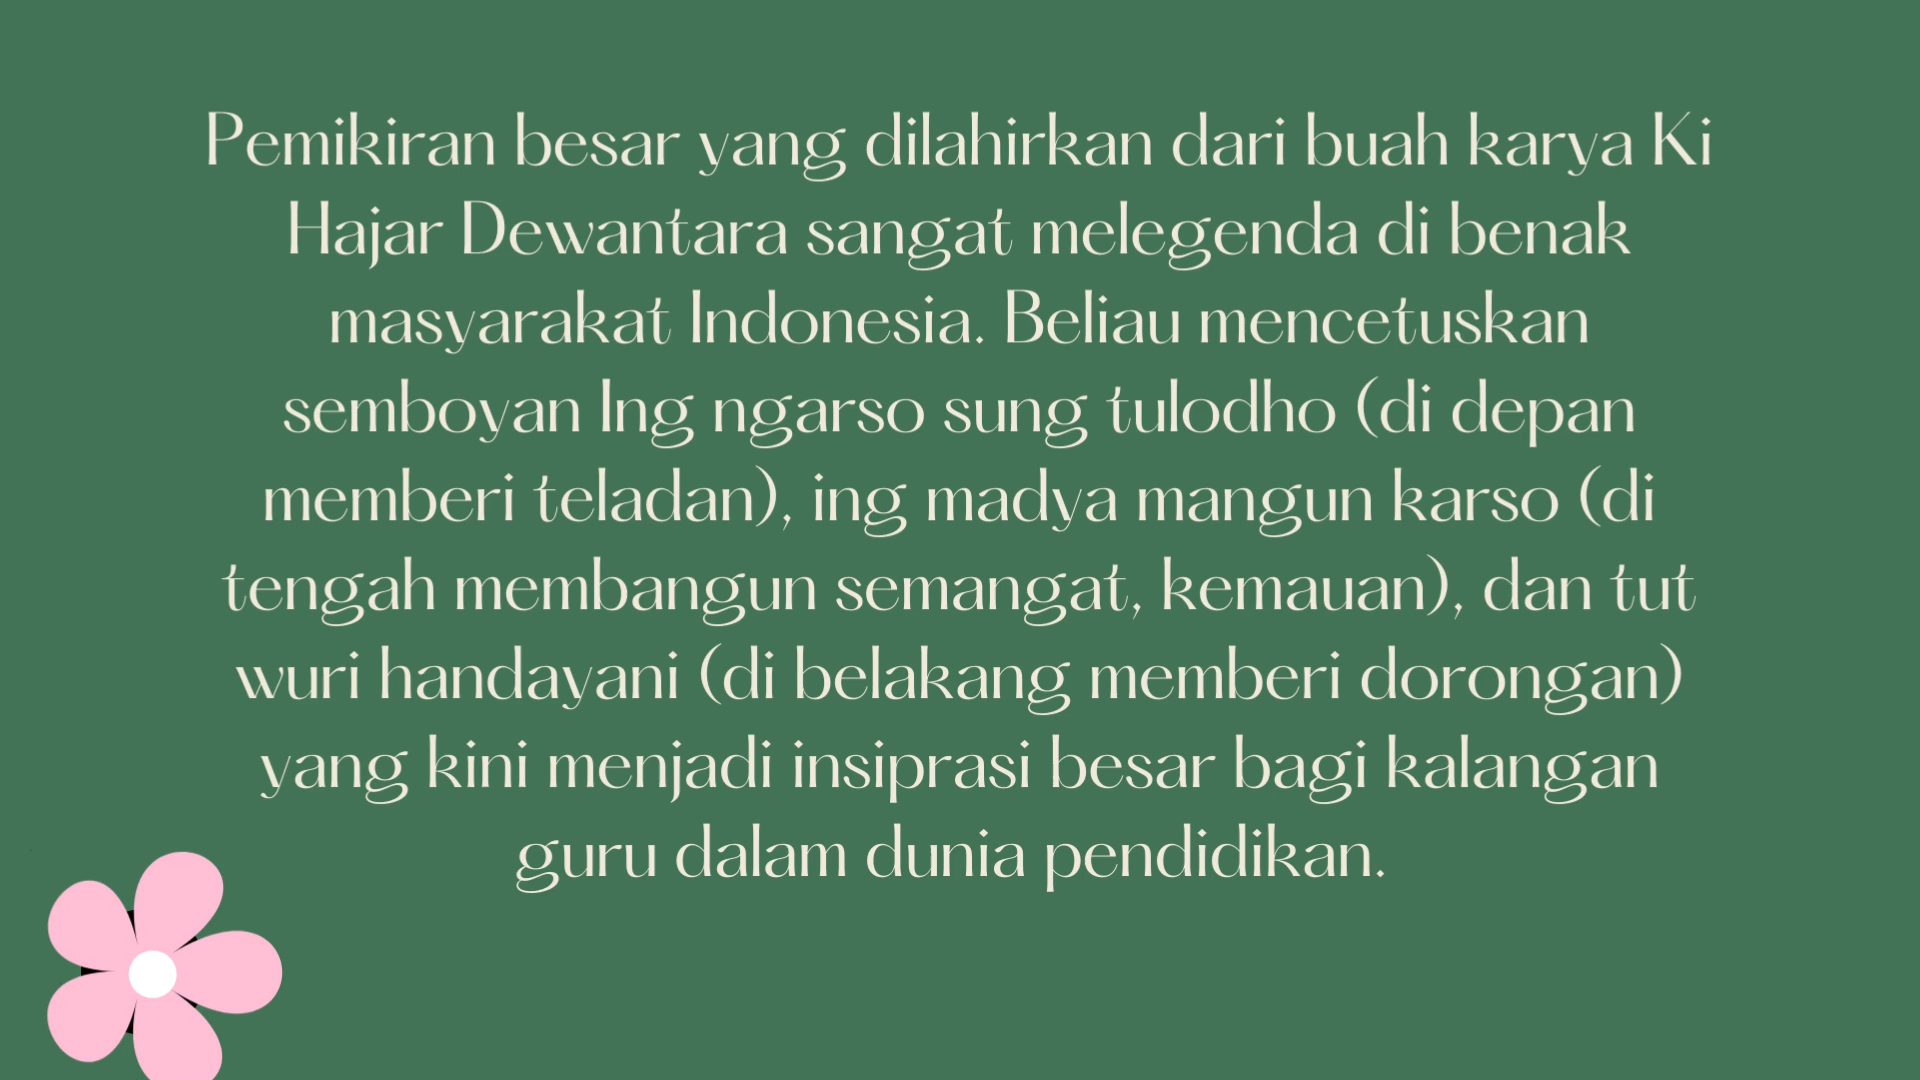 Pemikiran besar yang dilahirkan dari buah karya Ki
Hajar Dewantara sangat melegenda di benak
masyarakat Indonesia. Beliau mencetuskan
semboyan Ing ngarso sung tulodho (di depan
memberi teladan), ing madya mangun karso (di
tengah membangun semangat, kemauan), dan tut
wuri handayani (di belakang memberi dorongan)
yang kini menjadi insiprasi besar bagi kalangan
guru dalam dunia pendidikan.